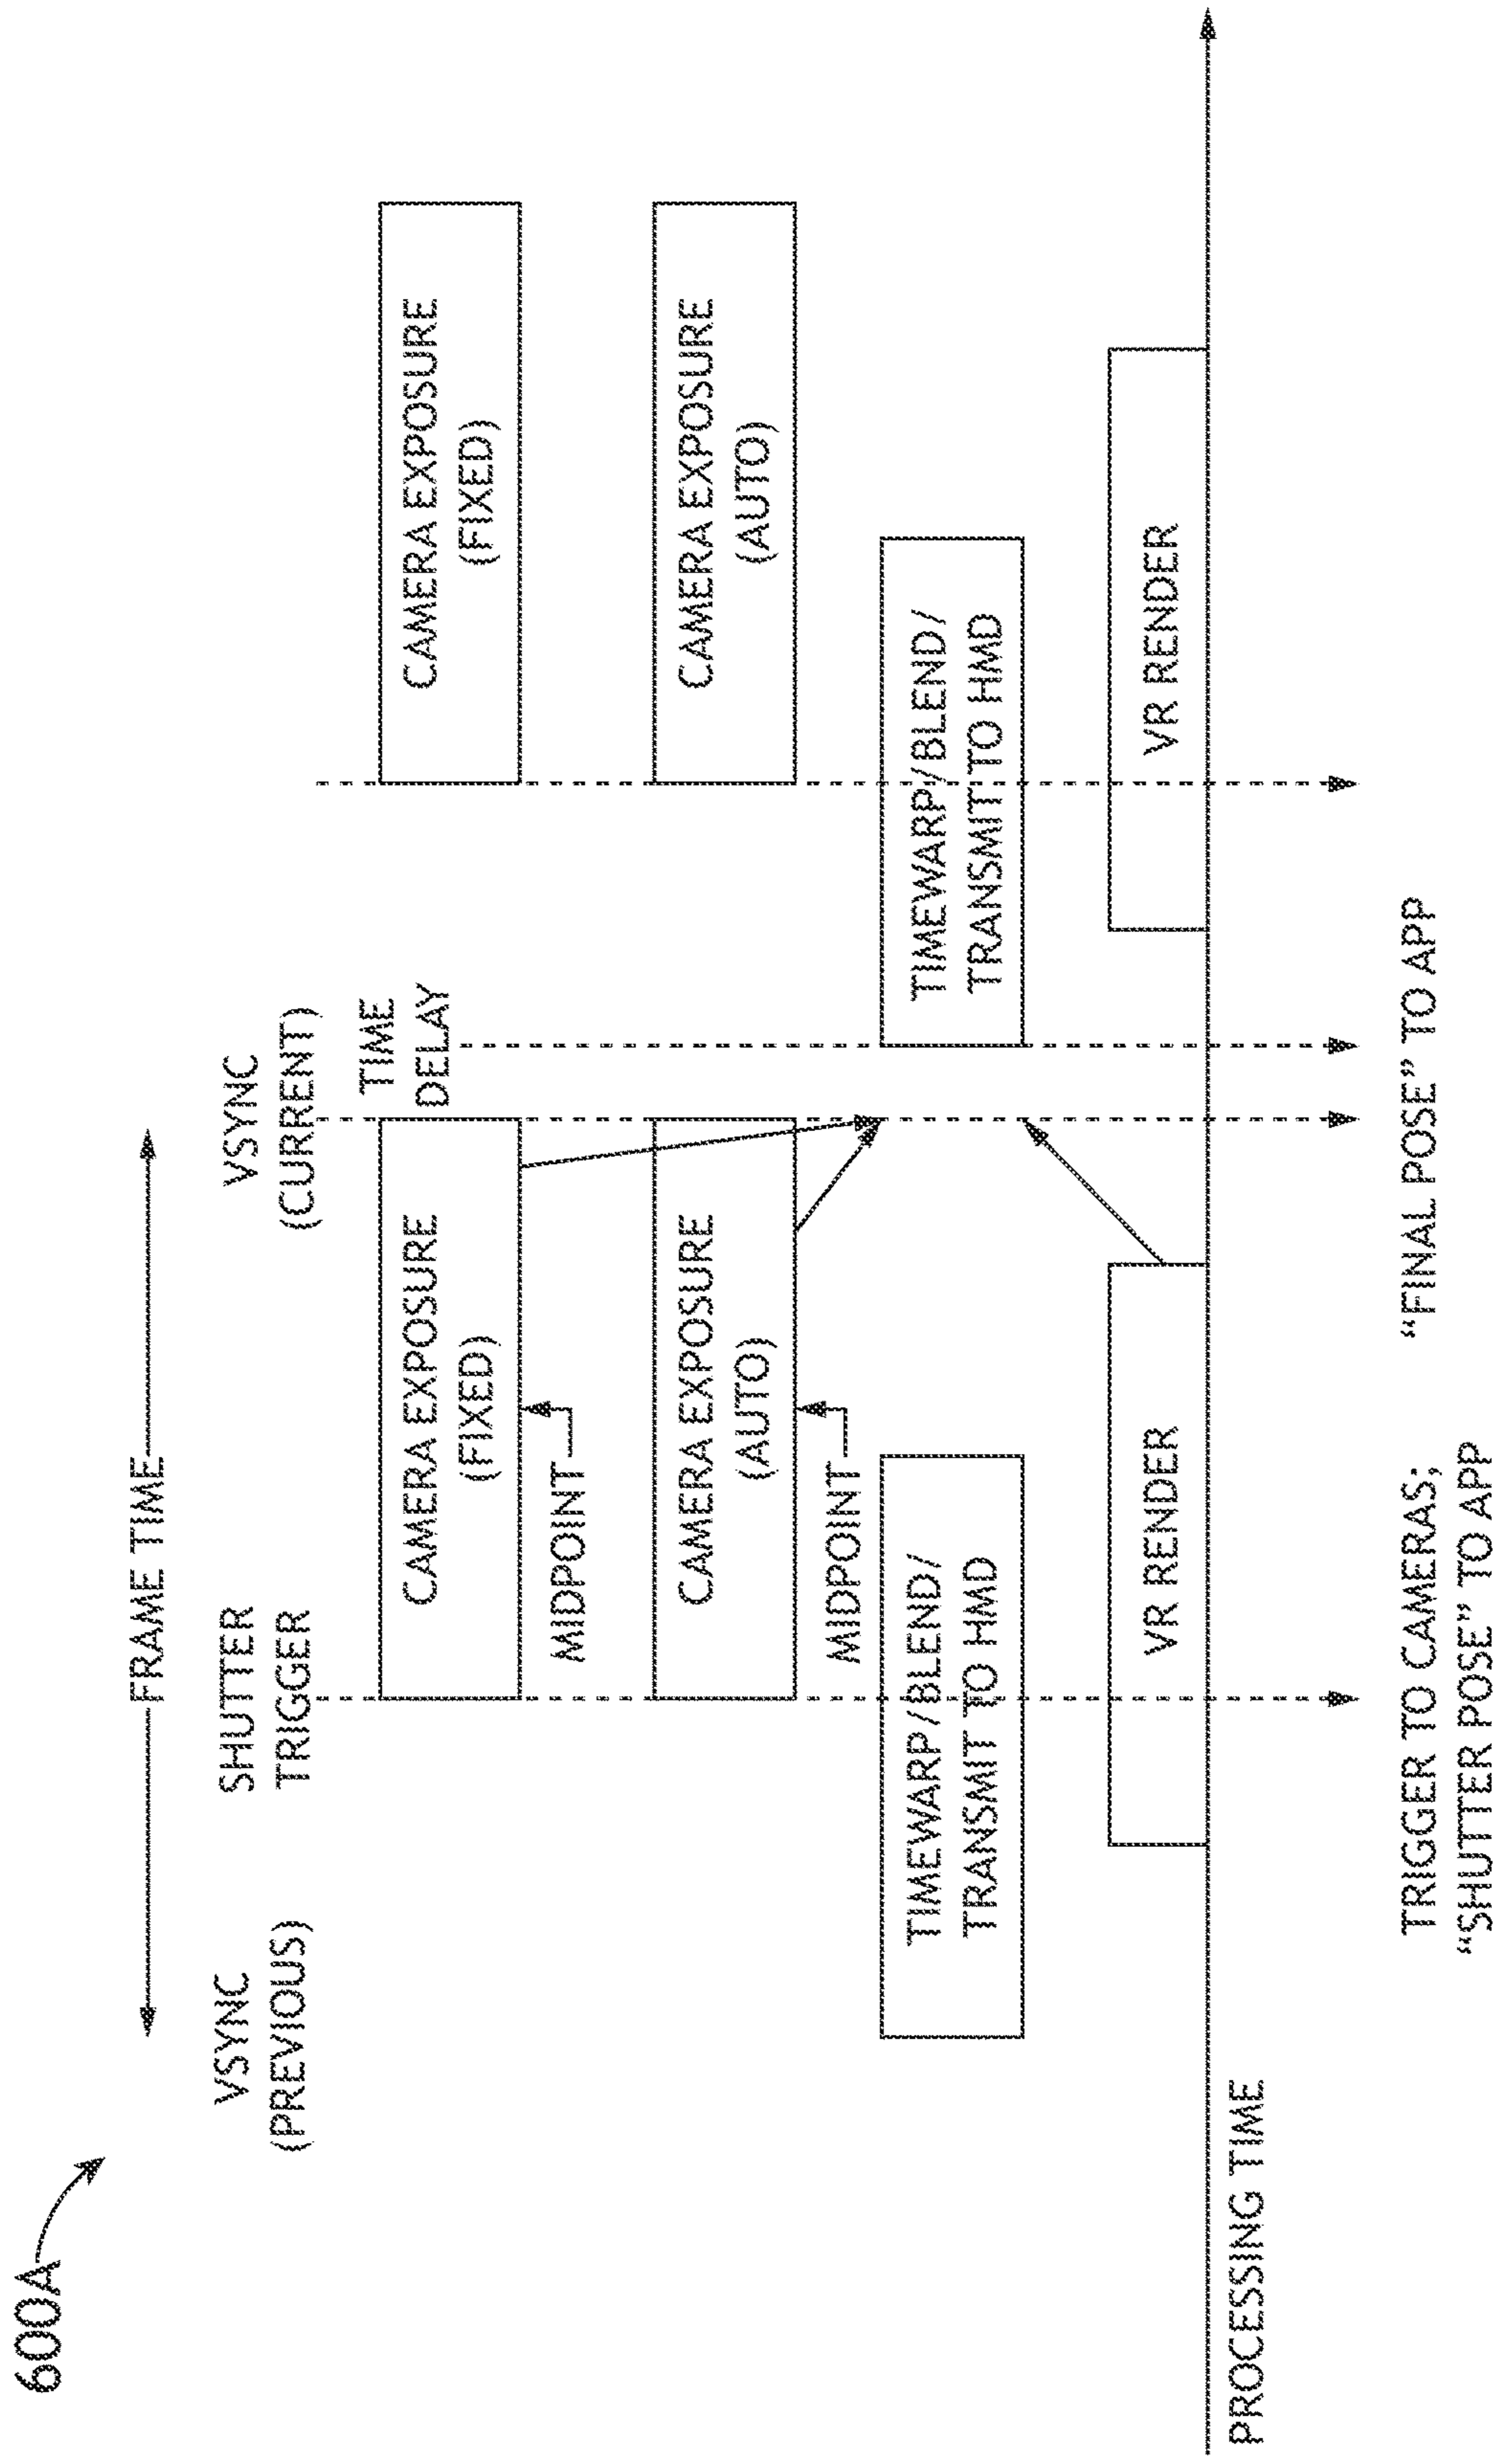 600A
FRAME TIME
VSYNC
(PREVIOUS)
SHUTTER
TRIGGER
VSYNC
(CURRENT)
TIME
DELAY
CAMERA EXPOSURE
(FIXED)
CAMERA EXPOSURE
(FIXED)
MIDPOINT
CAMERA EXPOSURE
(AUTO)
CAMERA EXPOSURE
(AUTO)
MIDPOINT
TIMEWARP/BLEND/
TRANSMIT TO HMD
TIMEWARP/BLEND/
TRANSMIT TO HMD
VR RENDER
VR RENDER
PROCESSING TIME
TRIGGER TO CAMERAS;
“SHUTTER POSE” TO APP
“FINAL POSE” TO APP